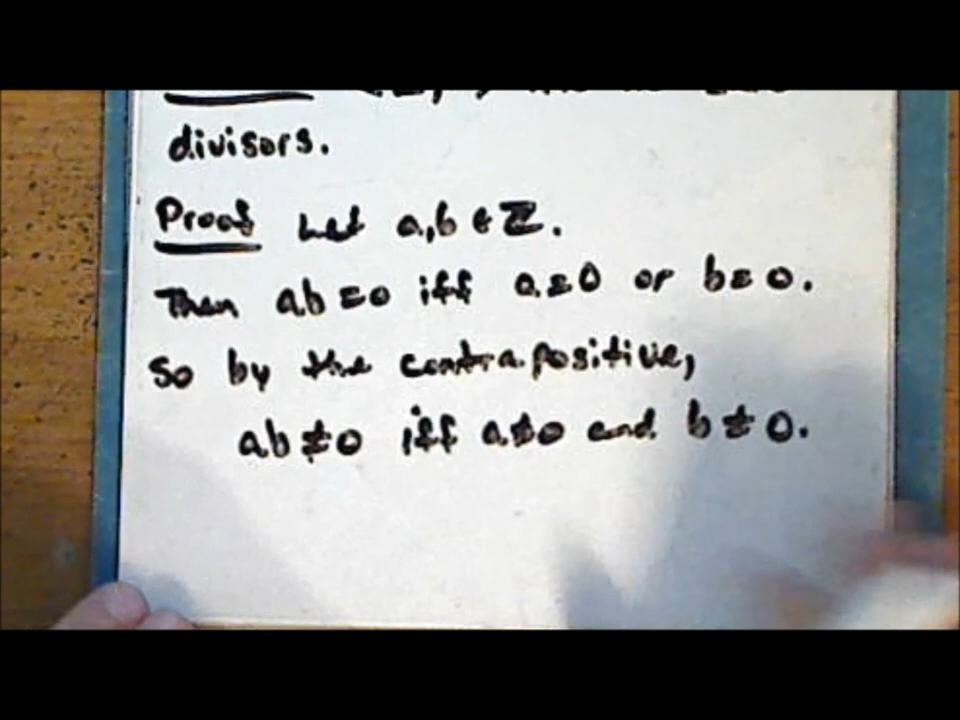 divisors.
Proof Let a,b ∈ ℤ.
Then ab=0 iff a=0 or b=0.
So by the contrapositive,
ab≠0 iff a≠0 and b≠0.